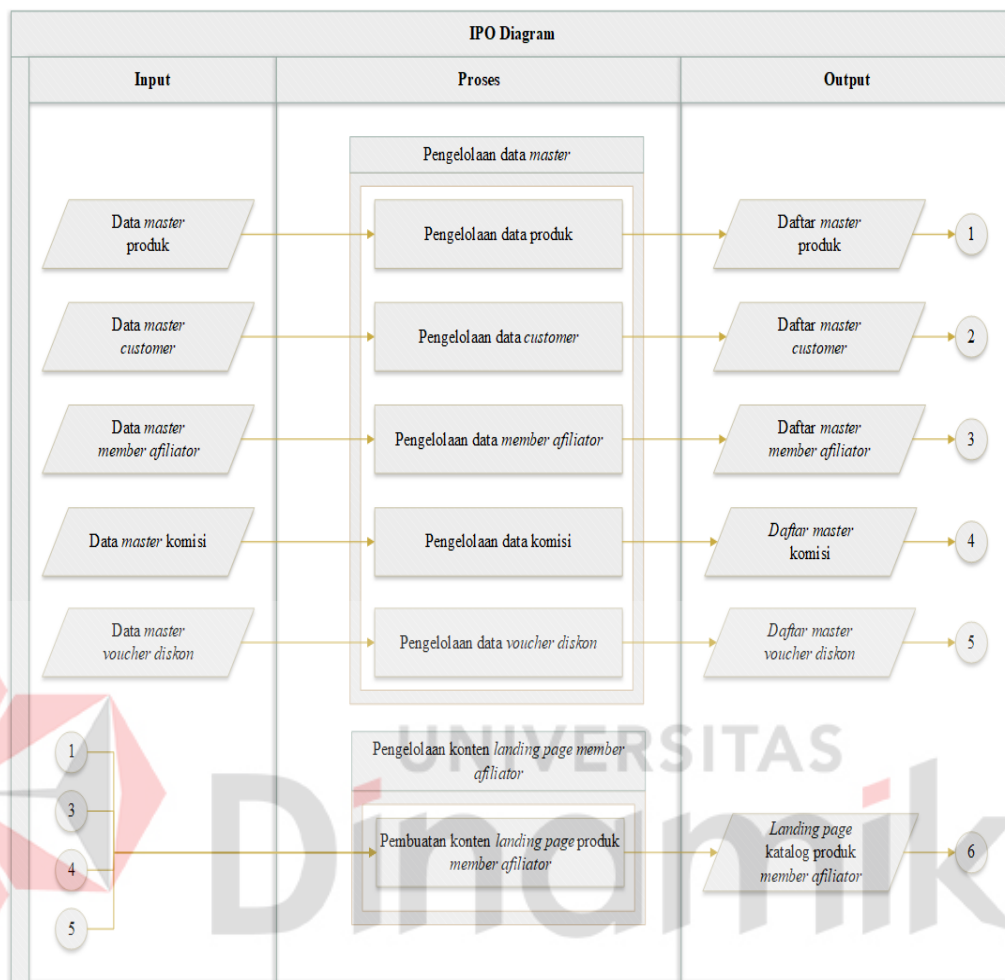 IPO Diagram
Input
Proses
Output
Pengelolaan data master
Data master
produk
Pengelolaan data produk
Daftar master
produk
1
Data master
customer
Pengelolaan data customer
Daftar master
customer
2
Data master
member afiliator
Pengelolaan data member afiliator
Daftar master
member afiliator
3
Data master komisi
Pengelolaan data komisi
Daftar master
komisi
4
Data master
voucher diskon
Pengelolaan data voucher diskon
Daftar master
voucher diskon
5
1
3
4
5
Pengelolaan konten landing page member
afiliator
Pembuatan konten landing page produk
member afiliator
Landing page
katalog produk
member afiliator
6
UNIVERSITAS
Dinamik